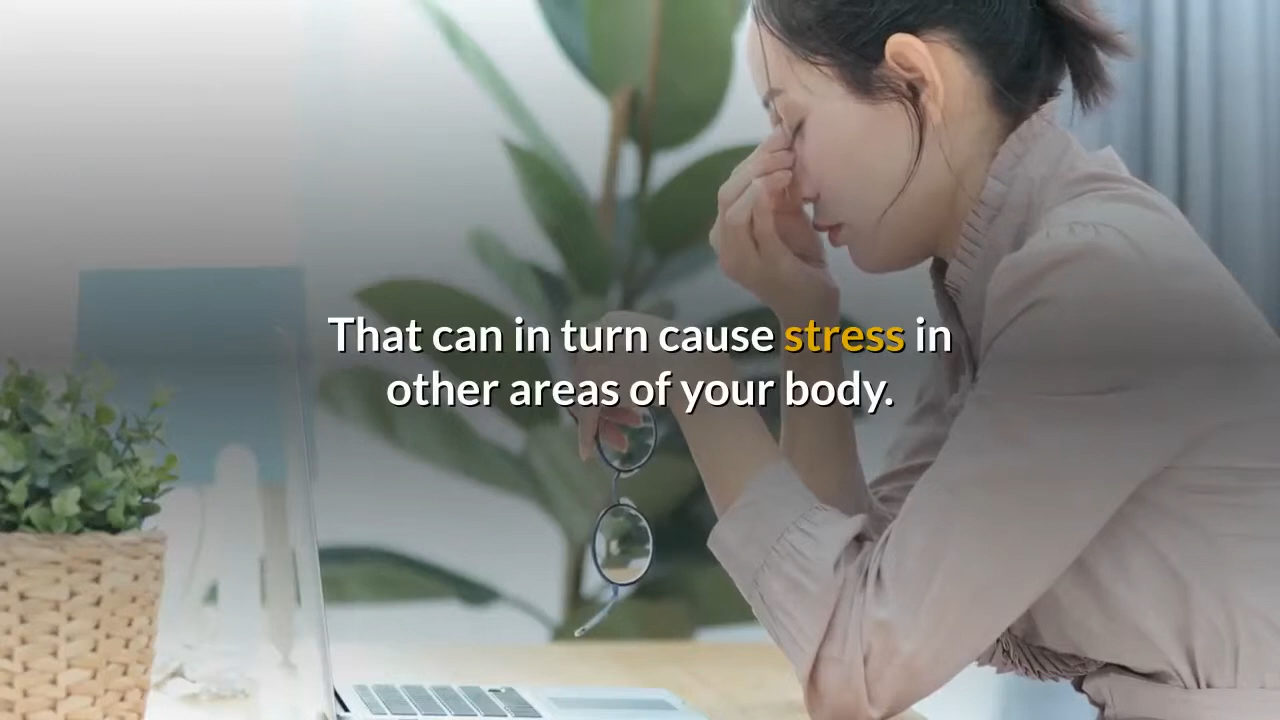 That can in turn cause stress in
other areas of your body.